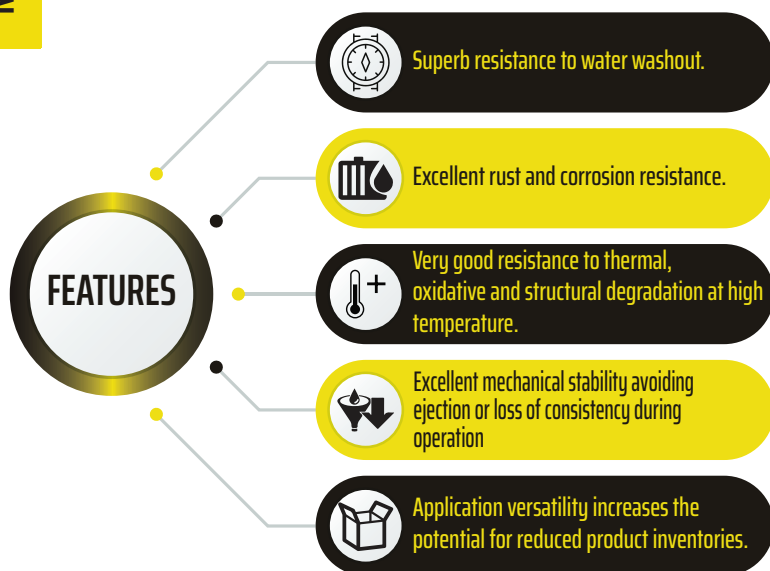 Superb resistance to water washout.
Excellent rust and corrosion resistance.
FEATURES
Very good resistance to thermal,
oxidative and structural degradation at high
temperature.
Excellent mechanical stability avoiding
ejection or loss of consistency during
operation
Application versatility increases the
potential for reduced product inventories.